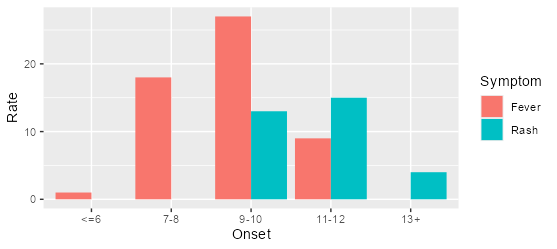 Rate
20
10
0
<=6 7-8 9-10 11-12 13+
Onset
Symptom
Fever
Rash